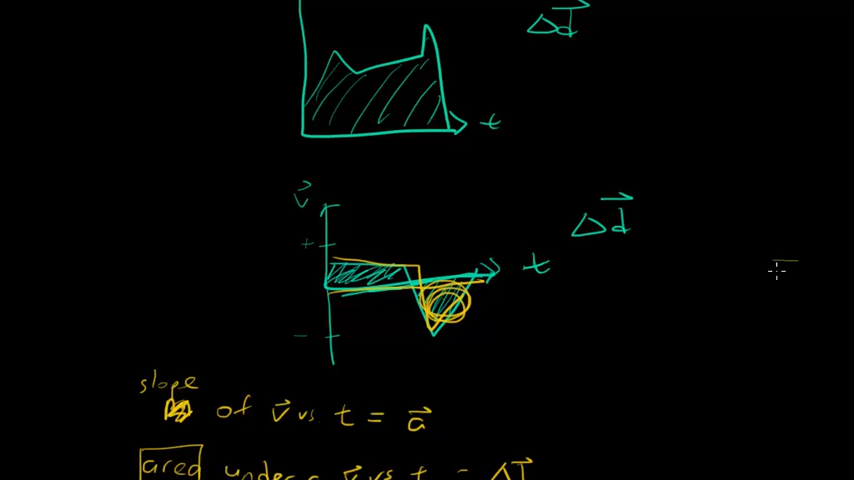 Δd⃗
t
v⃗
Δd⃗
+
t
-
slope
of v⃗ vs t = a⃗
area under a v⃗ vs t = Δd⃗